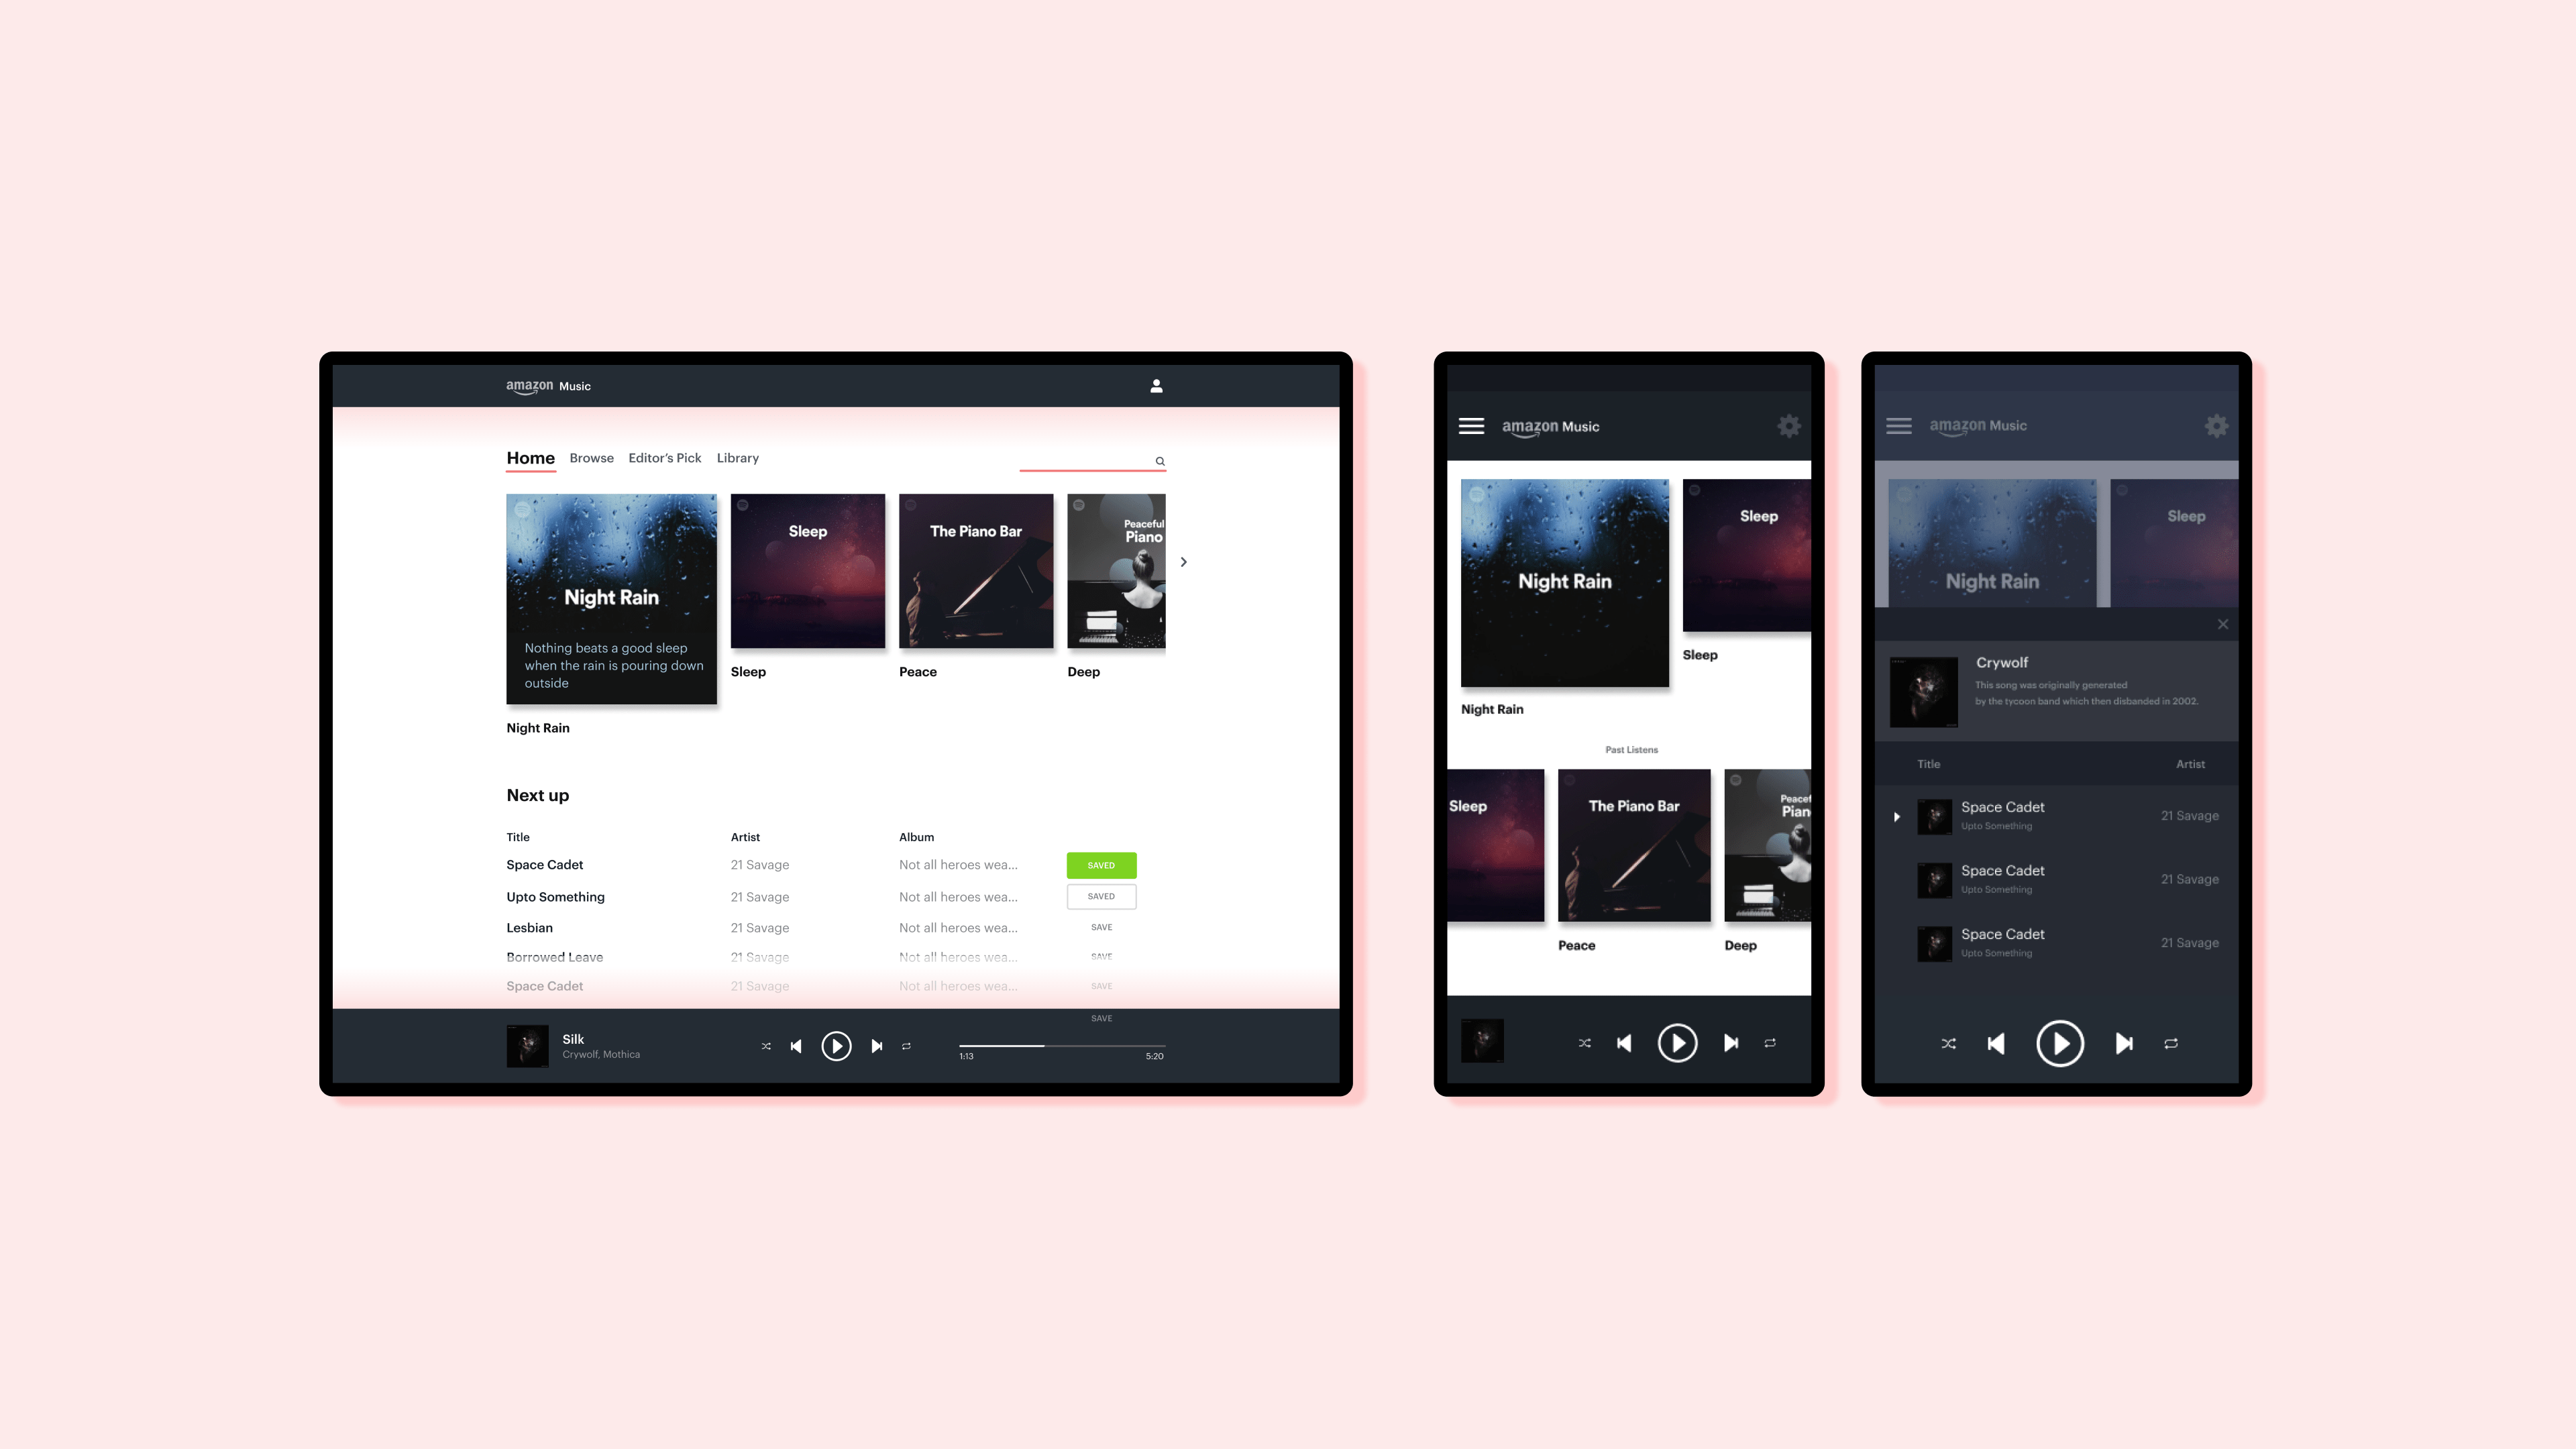 amazon Music
Home Browse Editor's Pick Library
Night Rain
Nothing beats a good sleep
when the rain is pouring down
outside
Night Rain
Sleep
Sleep
The Piano Bar
Peace
Peaceful
Piano
Deep
Next up
Title Artist Album
Space Cadet 21 Savage Not all heroes wea... SAVED
Upto Something 21 Savage Not all heroes wea... SAVED
Lesbian 21 Savage Not all heroes wea... SAVE
Borrowed Leave 21 Savage Not all heroes wea... SAVE
Space Cadet 21 Savage Not all heroes wea... SAVE
SAVE
Silk
Crywolf, Mothica
1:13 5:20
amazon Music
Night Rain
Night Rain
Sleep
Sleep
Past Listens
Sleep
The Piano Bar
Peace
Peacef
Pian
Deep
amazon Music
Night Rain
Sleep
Crywolf
This song was originally generated
by the tycoon band which then disbanded in 2002.
Title Artist
Space Cadet 21 Savage
Upto Something
Space Cadet 21 Savage
Upto Something
Space Cadet 21 Savage
Upto Something